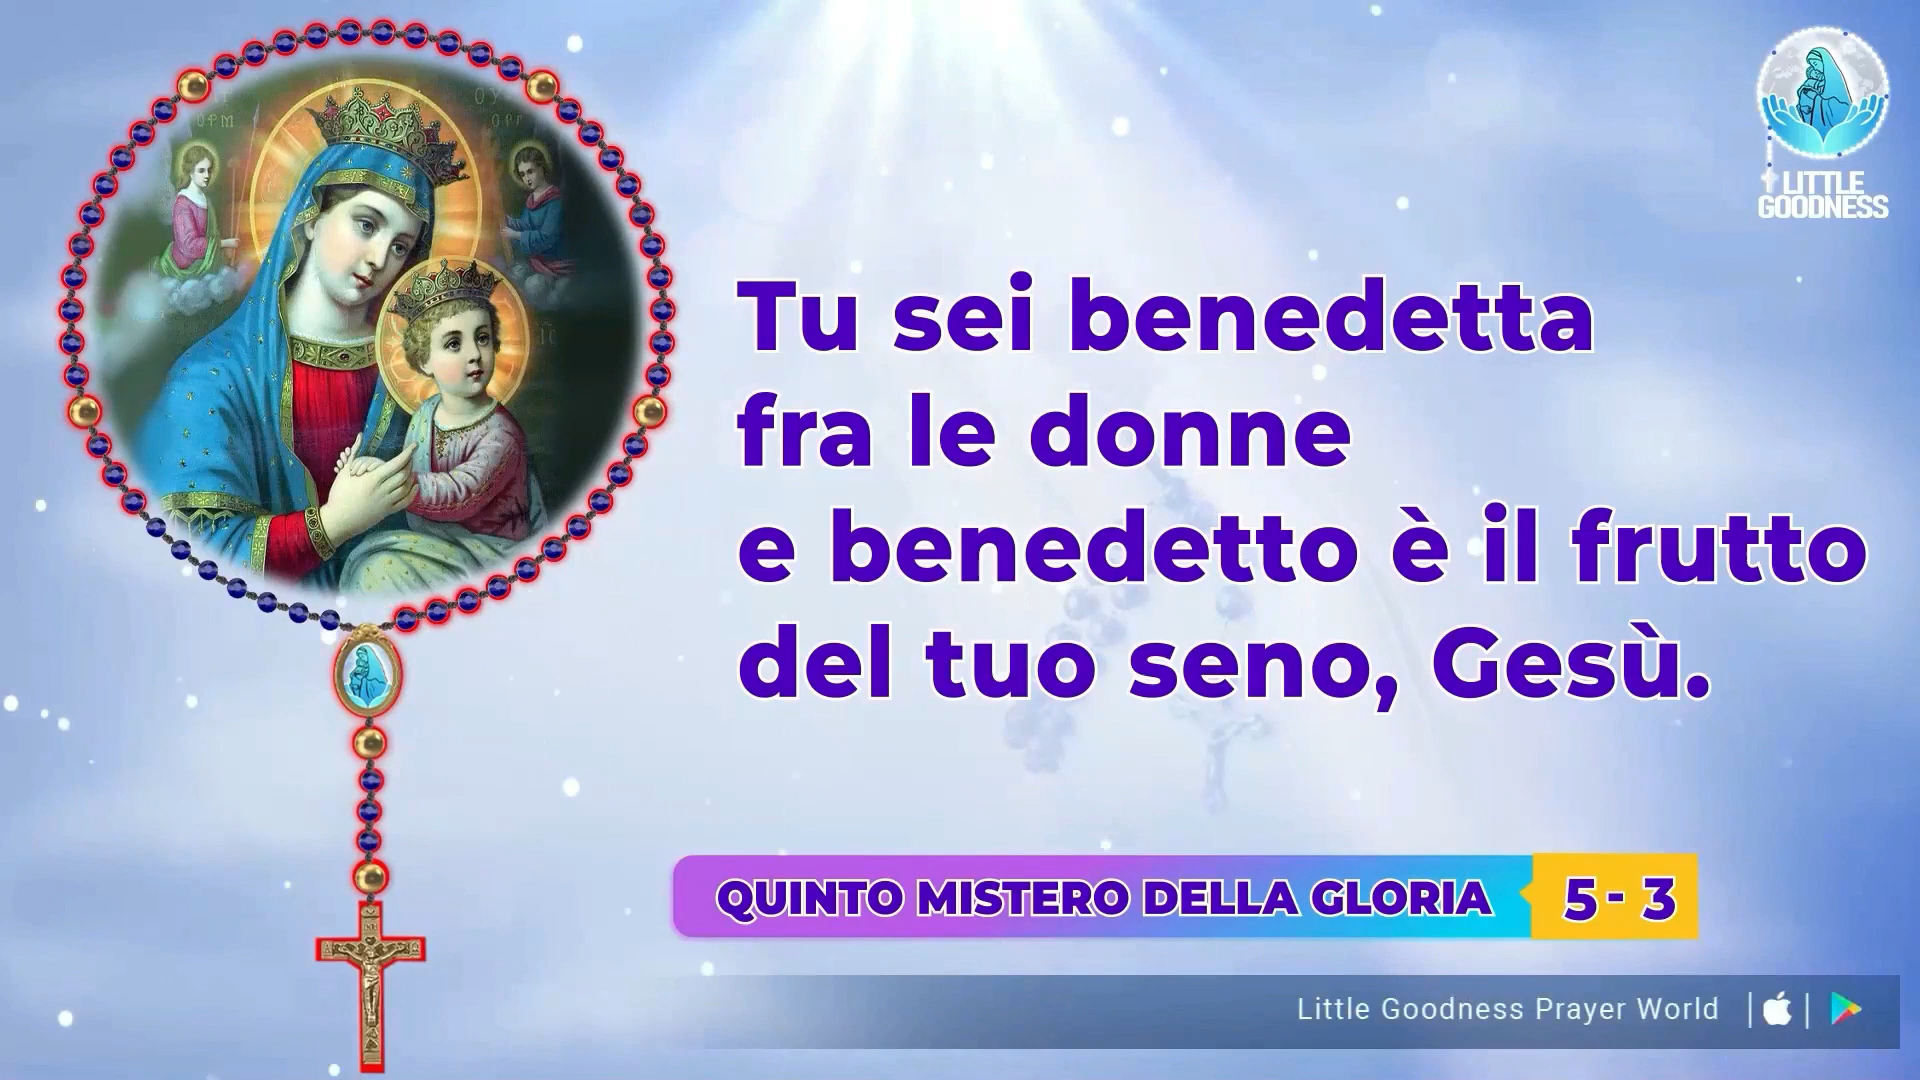 LITTLE
GOODNESS
Tu sei benedetta
fra le donne
e benedetto è il frutto
del tuo seno, Gesù.
QUINTO MISTERO DELLA GLORIA 5 - 3
Little Goodness Prayer World